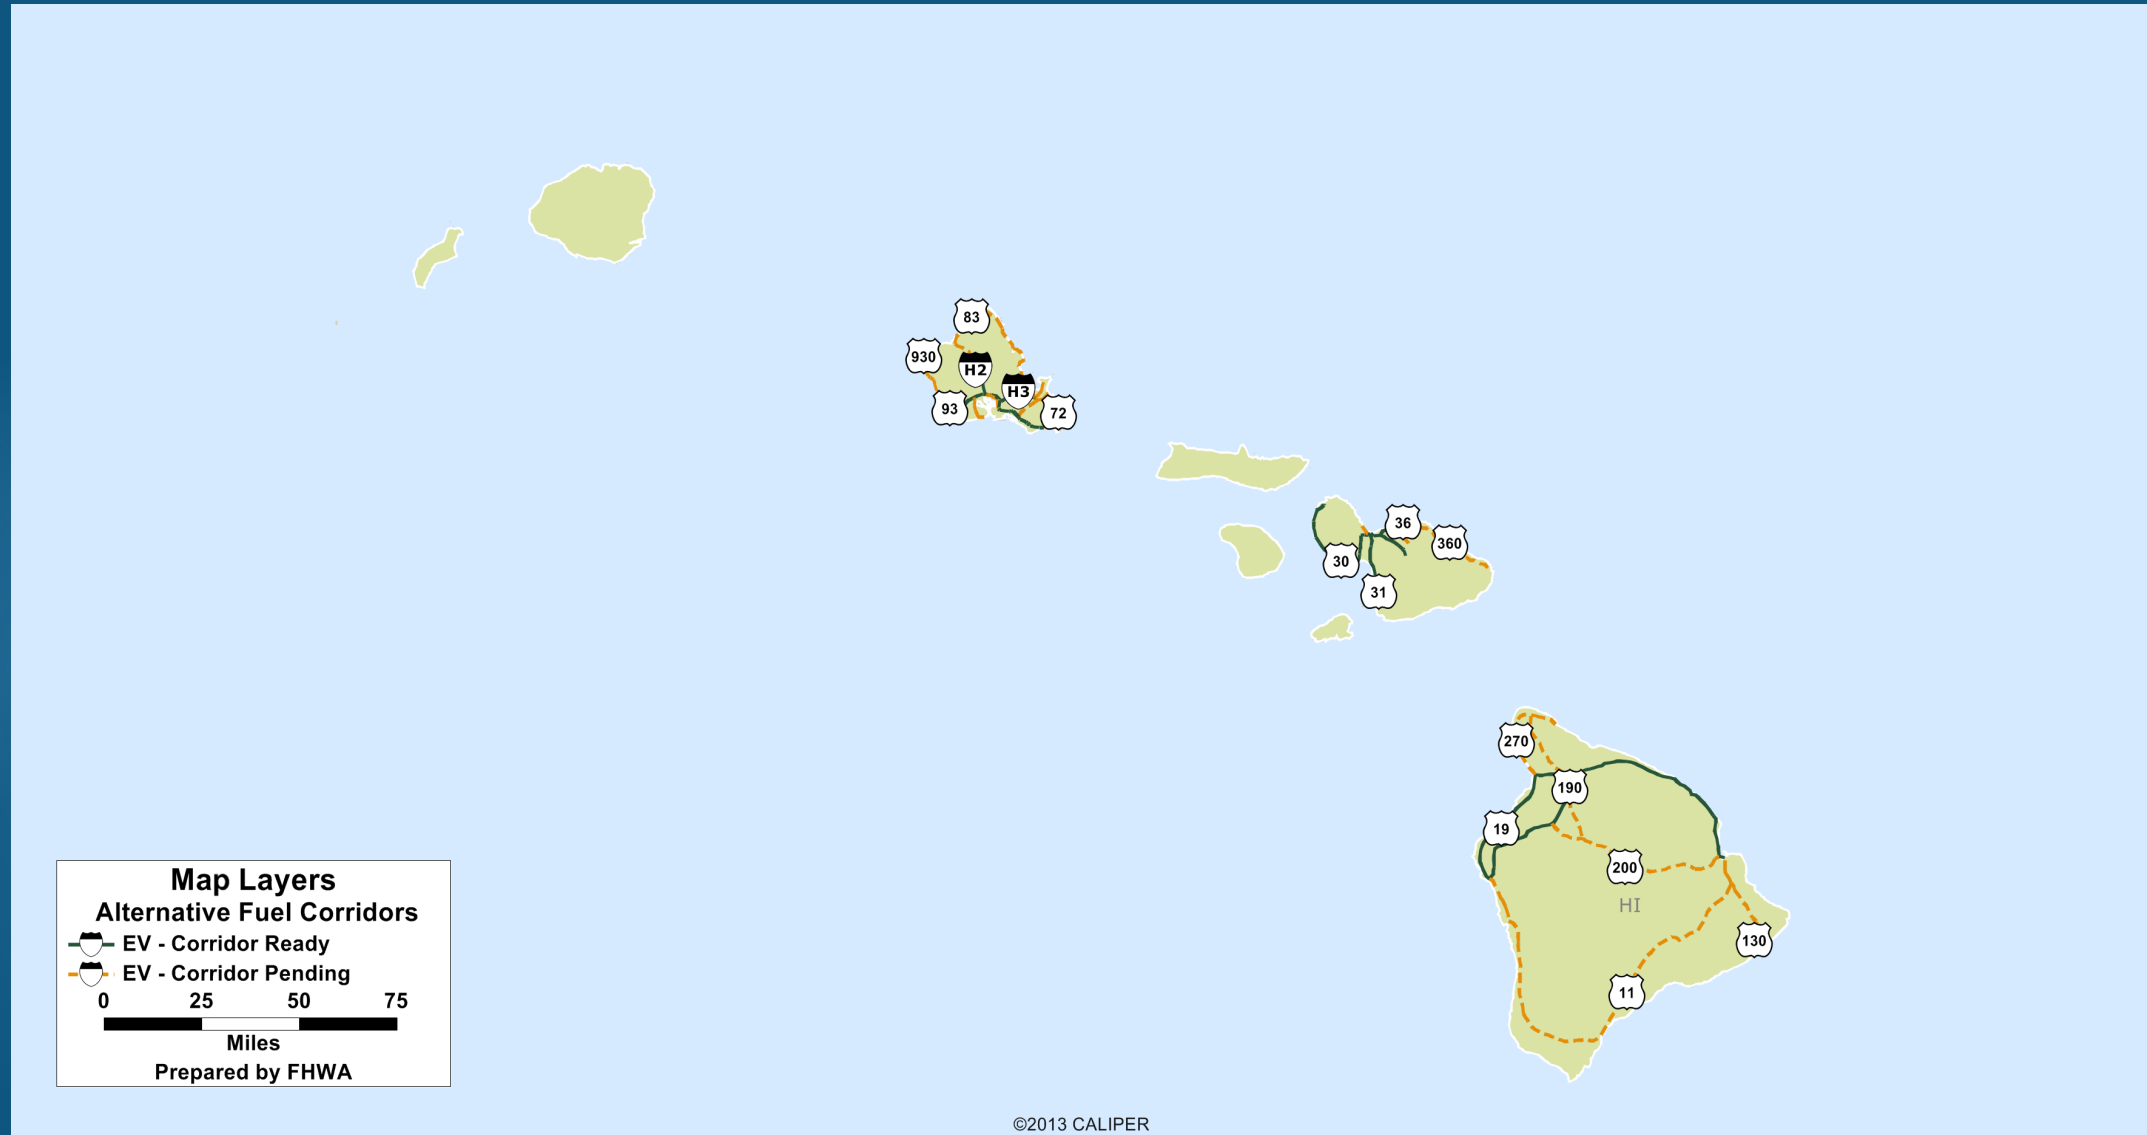 83
930
H2
H3
93
72
36
360
30
31
270
190
19
200
HI
130
11
Map Layers
Alternative Fuel Corridors
EV - Corridor Ready
EV - Corridor Pending
0 25 50 75
Miles
Prepared by FHWA
©2013 CALIPER